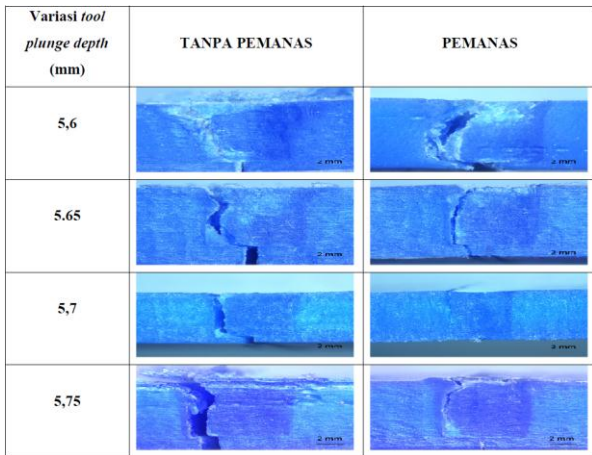 Variasi tool
plunge depth
(mm)
TANPA PEMANAS
PEMANAS
5,6
2 mm
2 mm
5.65
2 mm
2 mm
5,7
2 mm
2 mm
5,75
2 mm
2 mm